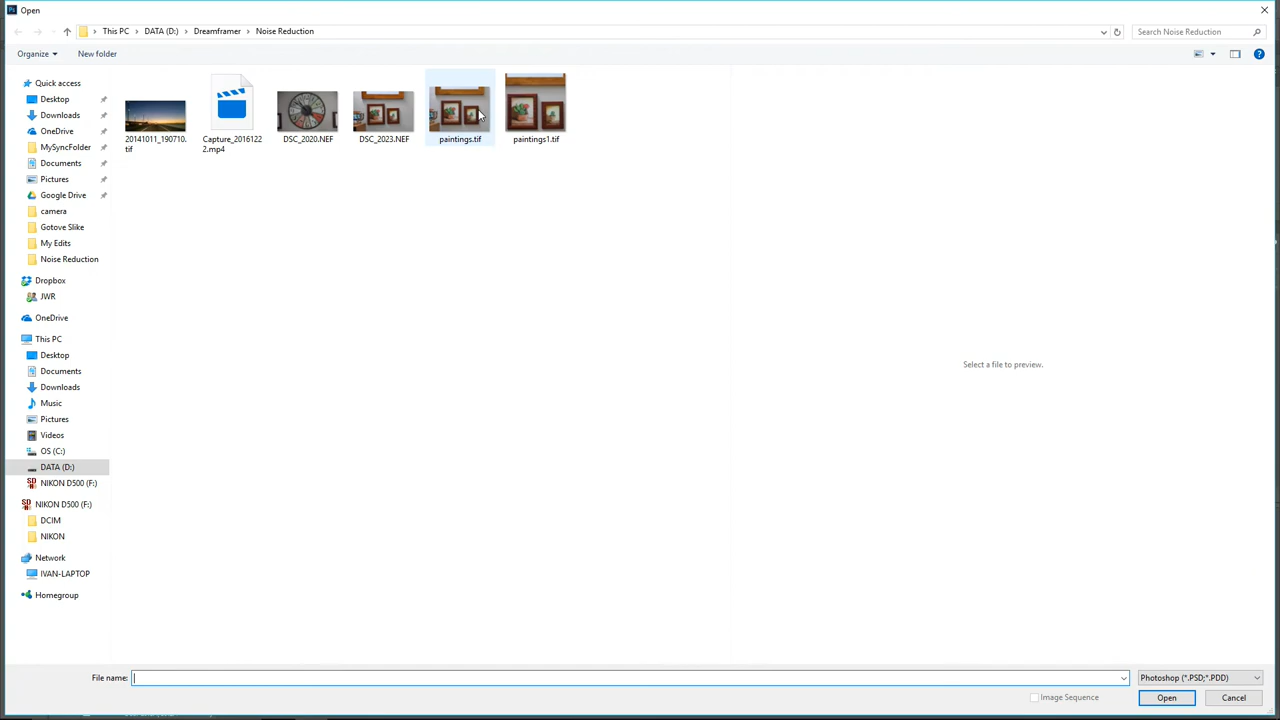 Ps Open
This PC DATA (D:) Dreamframer Noise Reduction
Search Noise Reduction
Organize
New folder
Quick access
Desktop
Downloads
OneDrive
MySyncFolder
Documents
Pictures
Google Drive
camera
Gotove Slike
My Edits
Noise Reduction
Dropbox
JWR
OneDrive
This PC
Desktop
Documents
Downloads
Music
Pictures
Videos
OS (C:)
DATA (D:)
NIKON D500 (F:)
NIKON D500 (F:)
DCIM
NIKON
Network
IVAN-LAPTOP
Homegroup
20141011_190710.
tif
Capture_2016122
2.mp4
DSC_2020.NEF
DSC_2023.NEF
paintings.tif
paintings1.tif
Select a file to preview.
File name:
Photoshop (*.PSD;*.PDD)
Image Sequence
Open
Cancel